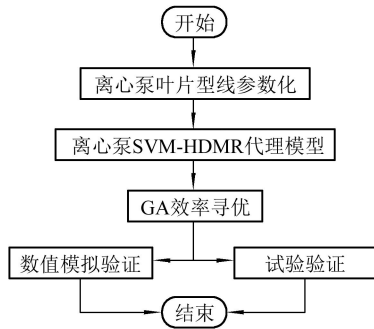 开始
离心泵叶片型线参数化
离心泵SVM-HDMR代理模型
GA效率寻优
数值模拟验证
试验验证
结束